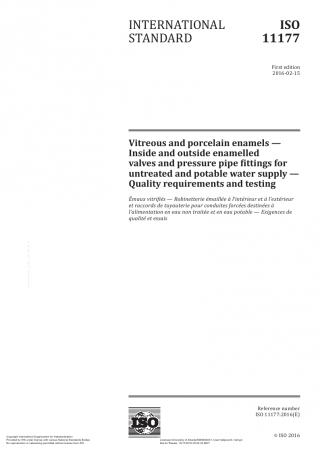 INTERNATIONAL
STANDARD
ISO
11177
First edition
2016-02-15
Vitreous and porcelain enamels —
Inside and outside enamelled
valves and pressure pipe fittings for
untreated and potable water supply —
Quality requirements and testing
Émaux vitrifiés — Robinetterie émaillée à l'intérieur et à l'extérieur
et raccords de tuyauterie pour conduites forcées destinées à
l'alimentation en eau non traitée et en eau potable — Exigences de
qualité et essais
Reference number
ISO 11177:2016(E)
ISO
© ISO 2016